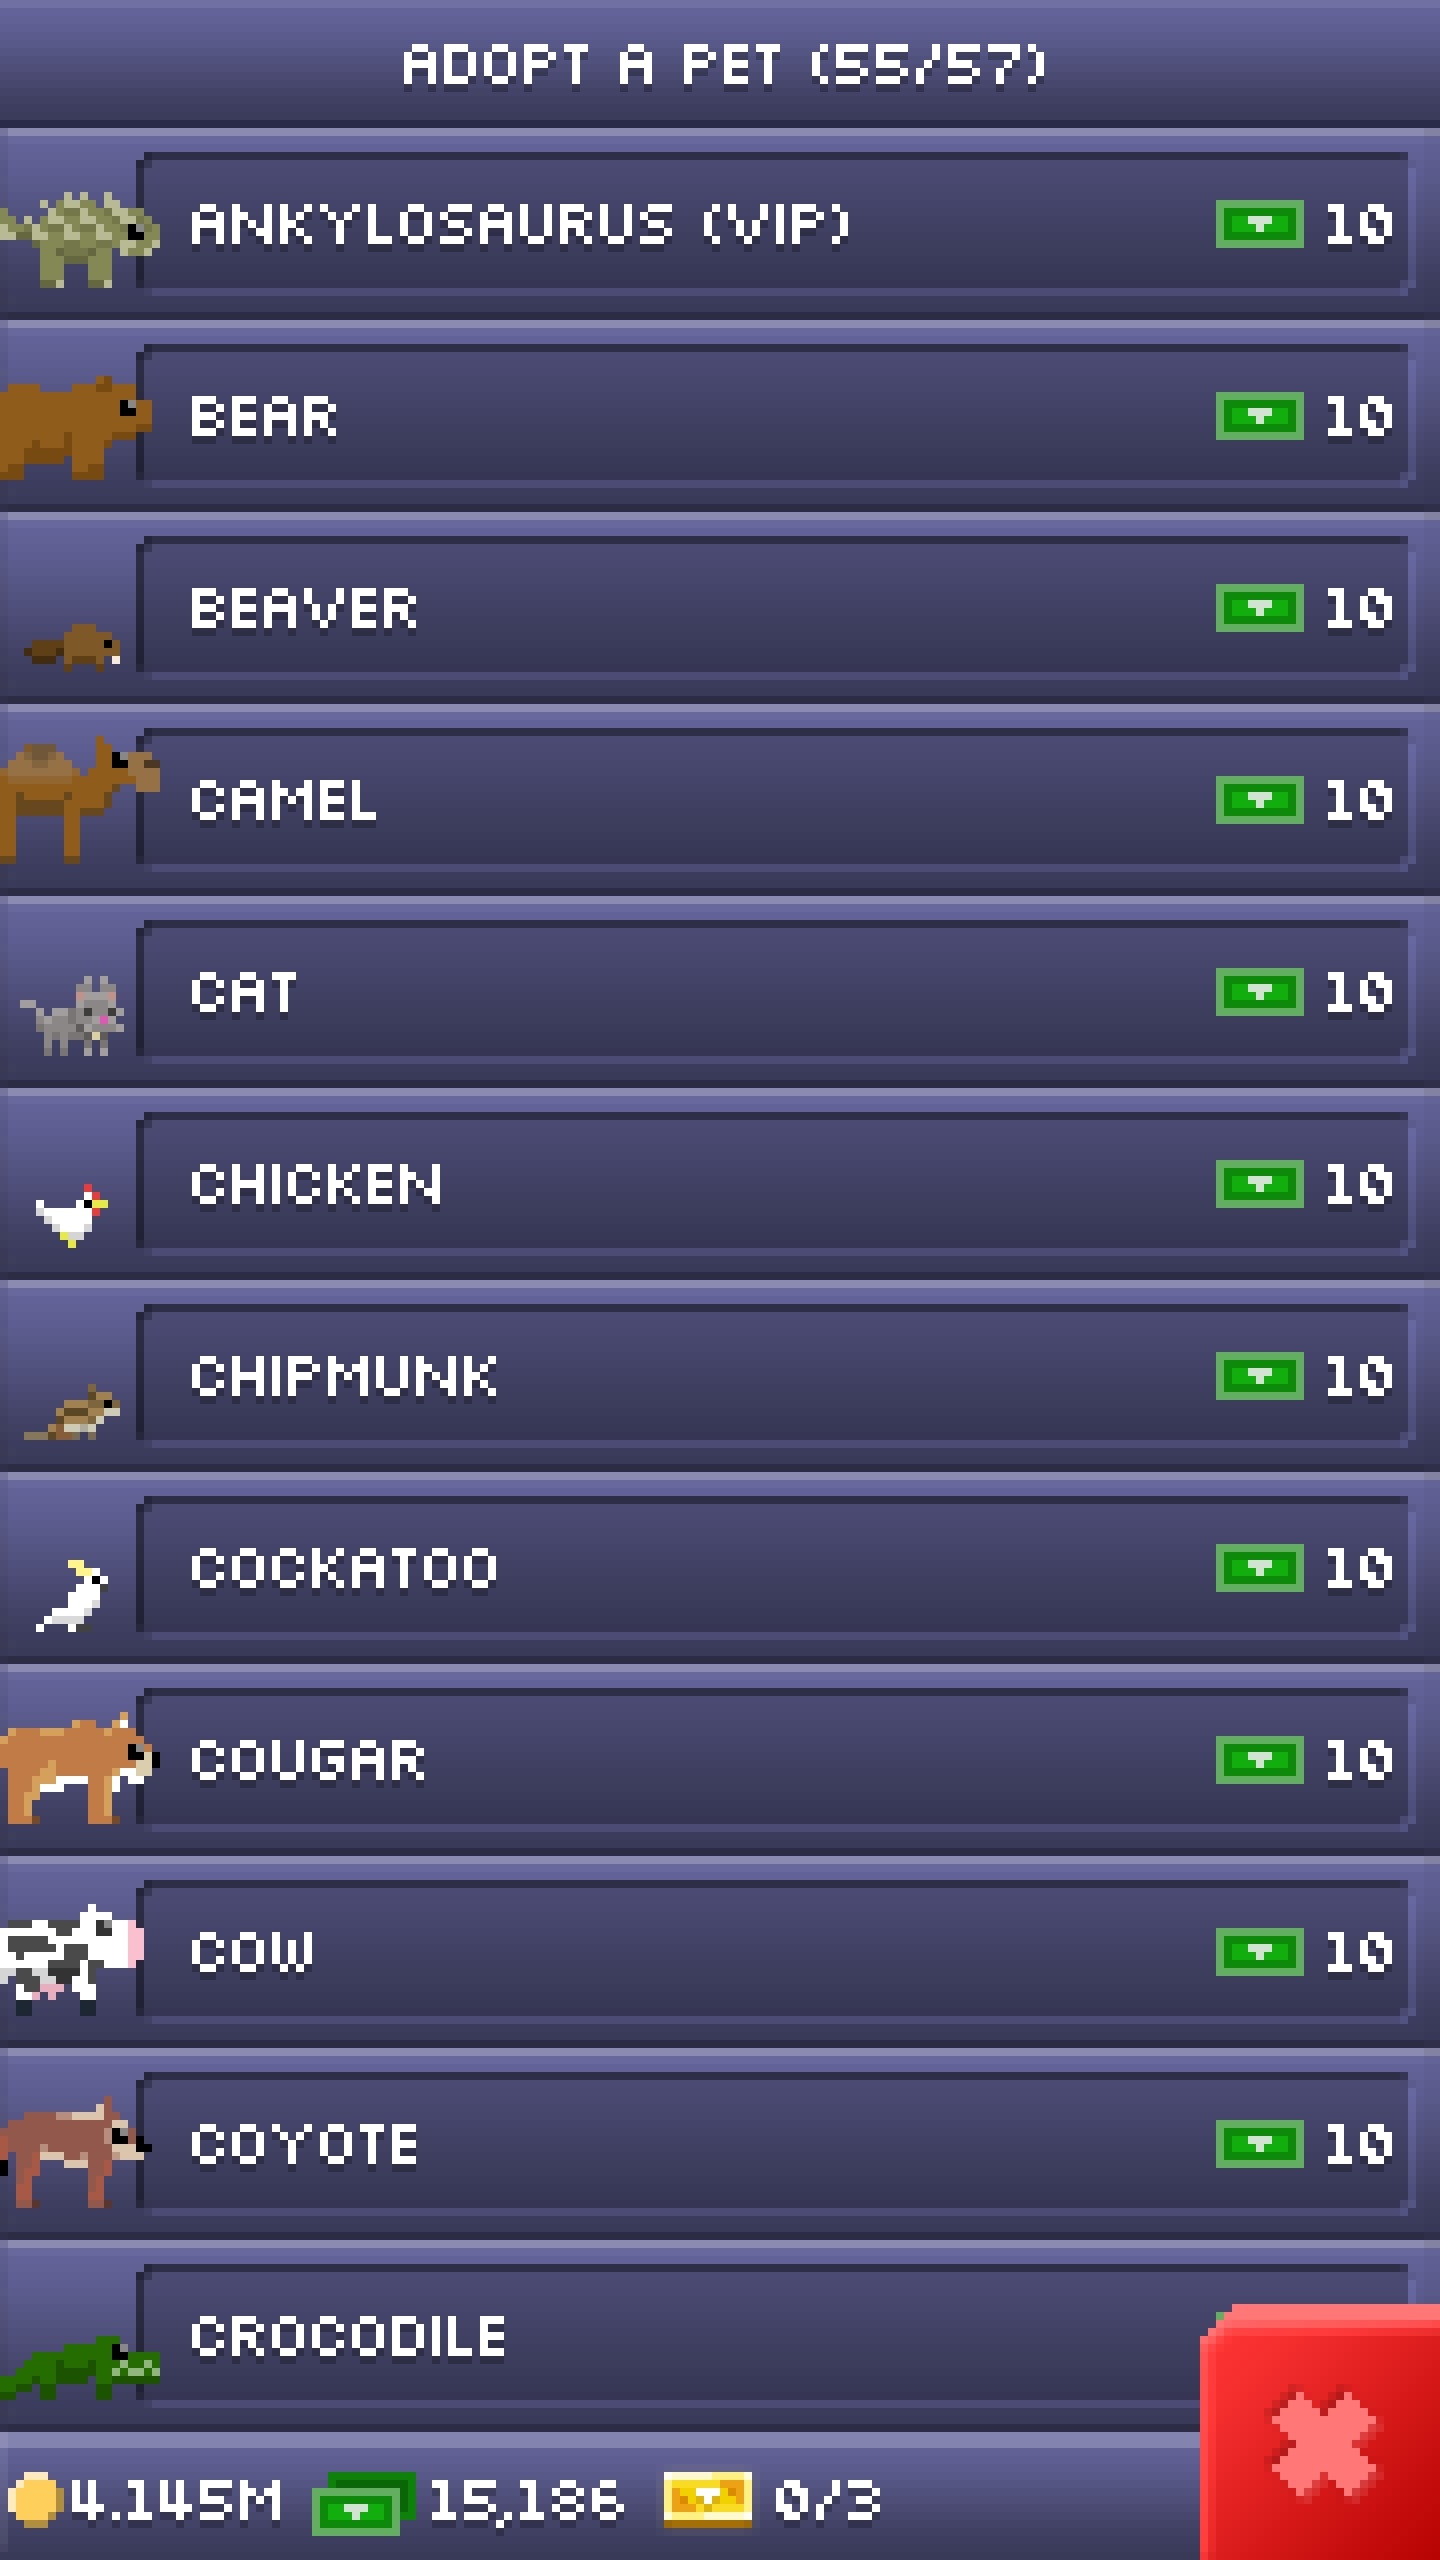 ADOPT A PET (55/57)
ANKYLOSAURUS (VIP) 10
BEAR 10
BEAVER 10
CAMEL 10
CAT 10
CHICKEN 10
CHIPMUNK 10
COCKATOO 10
COUGAR 10
COW 10
COYOTE 10
CROCODILE
4.145M 15,186 0/3